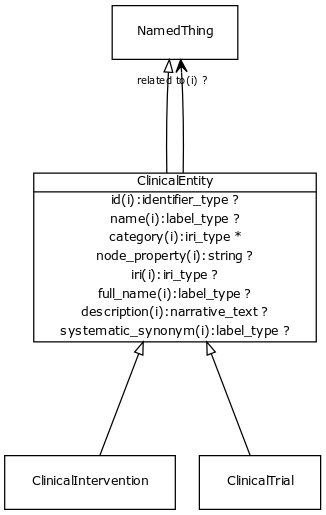 NamedThing
related to(i) ?
ClinicalEntity
id(i):identifier_type ?
name(i):label_type ?
category(i):iri_type *
node_property(i):string ?
iri(i):iri_type ?
full_name(i):label_type ?
description(i):narrative_text ?
systematic_synonym(i):label_type ?
ClinicalIntervention
ClinicalTrial